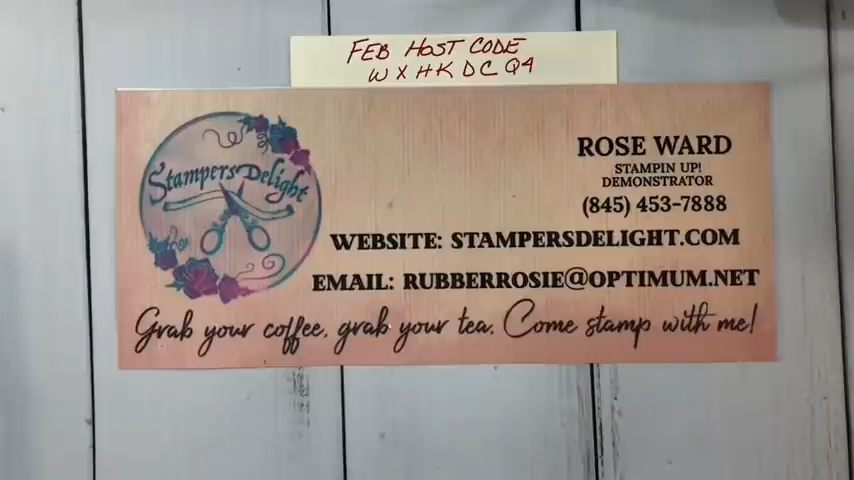 FEB HOST CODE
WXHKDCQ4
Stampers Delight
ROSE WARD
STAMPIN UP!
DEMONSTRATOR
(845) 453-7888
WEBSITE: STAMPERSDELIGHT.COM
EMAIL: RUBBERROSIE@OPTIMUM.NET
Grab your coffee, grab your tea. Come stamp with me!